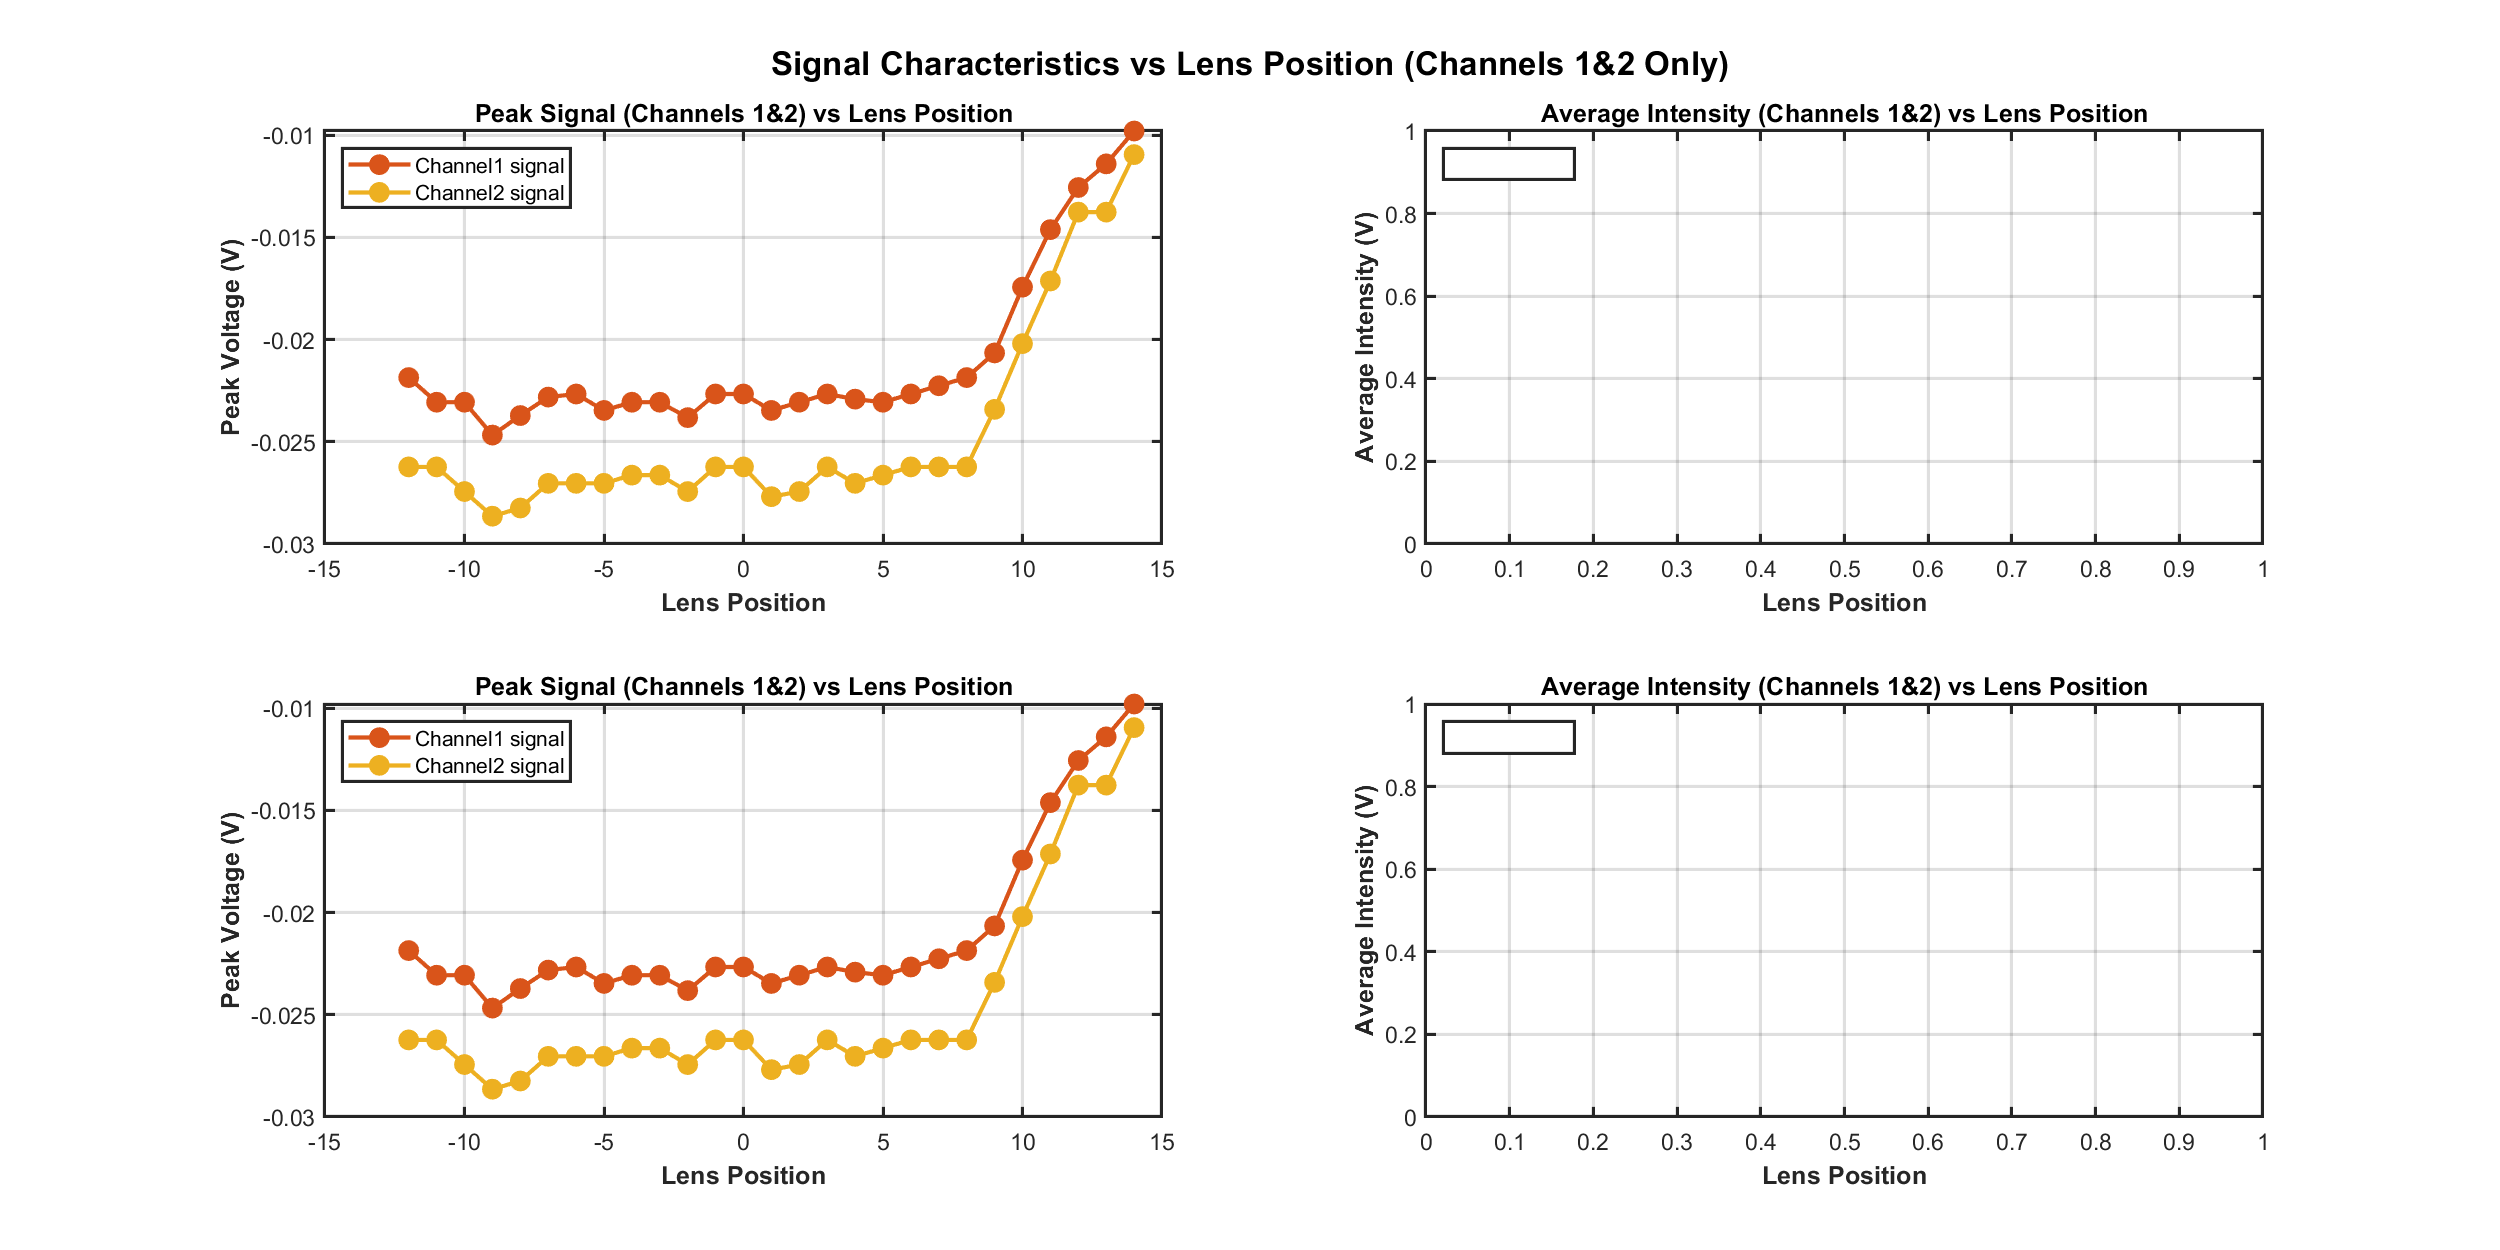 Signal Characteristics vs Lens Position (Channels 1&2 Only)
Peak Signal (Channels 1&2) vs Lens Position
-0.01
-0.015
-0.02
-0.025
-0.03
Peak Voltage (V)
Channel1 signal
Channel2 signal
-15 -10 -5 0 5 10 15
Lens Position
Average Intensity (Channels 1&2) vs Lens Position
1
0.8
0.6
0.4
0.2
0
Average Intensity (V)
0 0.1 0.2 0.3 0.4 0.5 0.6 0.7 0.8 0.9 1
Lens Position
Peak Signal (Channels 1&2) vs Lens Position
-0.01
-0.015
-0.02
-0.025
-0.03
Peak Voltage (V)
Channel1 signal
Channel2 signal
-15 -10 -5 0 5 10 15
Lens Position
Average Intensity (Channels 1&2) vs Lens Position
1
0.8
0.6
0.4
0.2
0
Average Intensity (V)
0 0.1 0.2 0.3 0.4 0.5 0.6 0.7 0.8 0.9 1
Lens Position